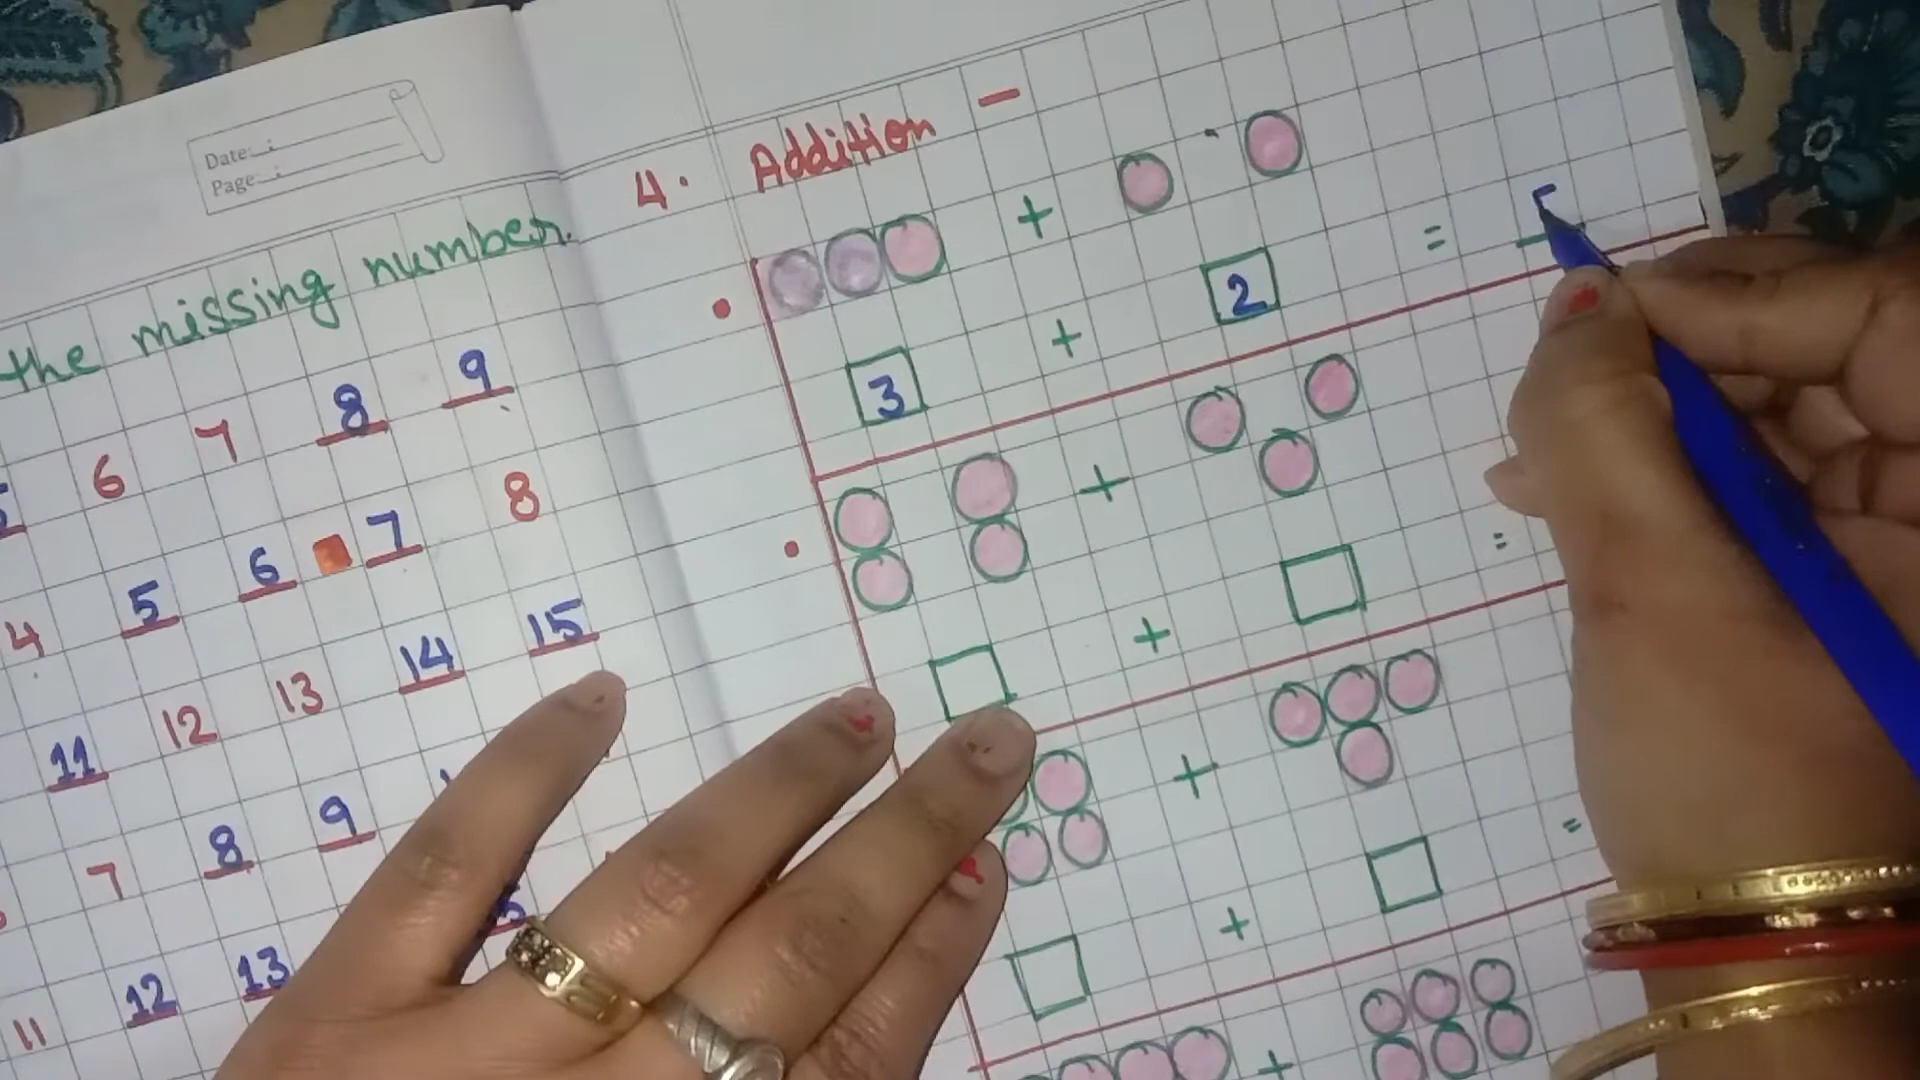 Date:
Page:
the missing number.
6 7 8 9
4 5 6 7 8
11 12 13 14 15
7 8 9
11 12 13
4. Addition -
+
3 + 2 = 5
+
+ =
+
+ =
+